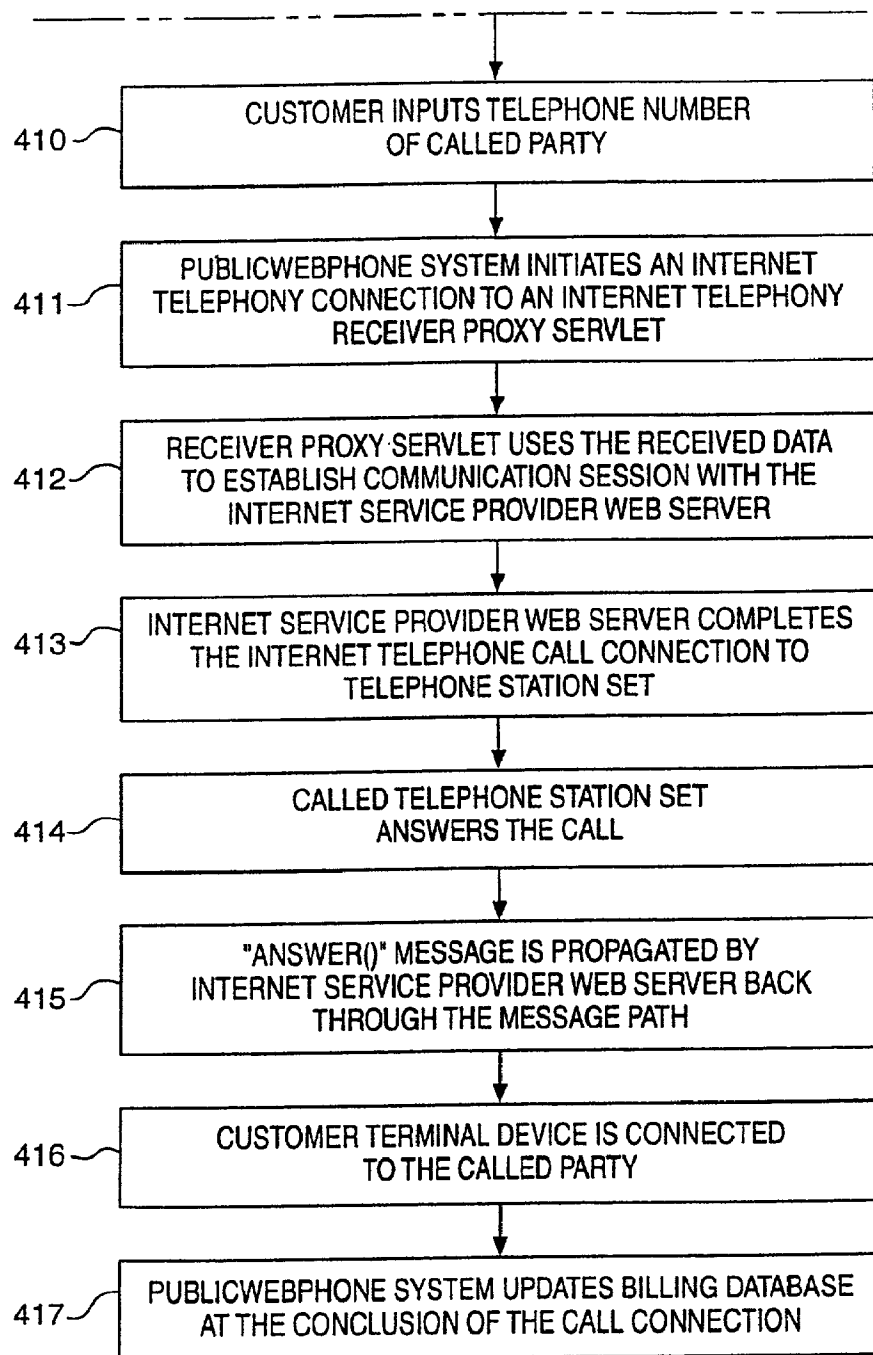 410
CUSTOMER INPUTS TELEPHONE NUMBER
OF CALLED PARTY
411
PUBLICWEBPHONE SYSTEM INITIATES AN INTERNET
TELEPHONY CONNECTION TO AN INTERNET TELEPHONY
RECEIVER PROXY SERVLET
412
RECEIVER PROXY SERVLET USES THE RECEIVED DATA
TO ESTABLISH COMMUNICATION SESSION WITH THE
INTERNET SERVICE PROVIDER WEB SERVER
413
INTERNET SERVICE PROVIDER WEB SERVER COMPLETES
THE INTERNET TELEPHONE CALL CONNECTION TO
TELEPHONE STATION SET
414
CALLED TELEPHONE STATION SET
ANSWERS THE CALL
415
"ANSWER()" MESSAGE IS PROPAGATED BY
INTERNET SERVICE PROVIDER WEB SERVER BACK
THROUGH THE MESSAGE PATH
416
CUSTOMER TERMINAL DEVICE IS CONNECTED
TO THE CALLED PARTY
417
PUBLICWEBPHONE SYSTEM UPDATES BILLING DATABASE
AT THE CONCLUSION OF THE CALL CONNECTION